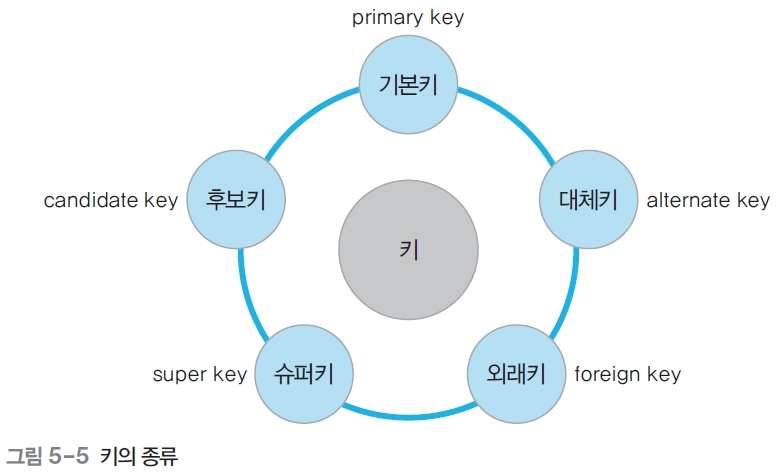 primary key
기본키
candidate key
후보키
대체키
alternate key
키
super key
슈퍼키
외래키
foreign key
그림 5-5 키의 종류